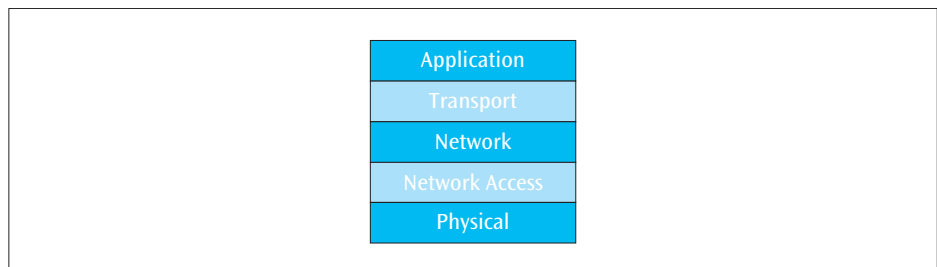 Application
Transport
Network
Network Access
Physical